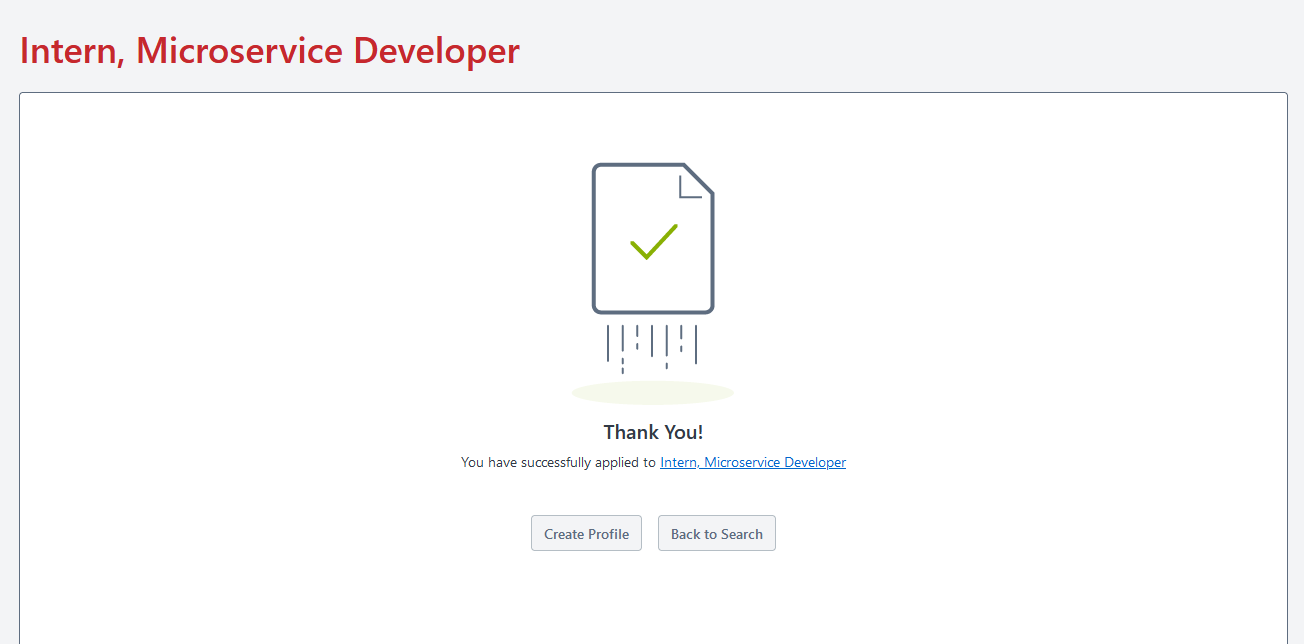 Intern, Microservice Developer
Thank You!
You have successfully applied to Intern, Microservice Developer
Create Profile
Back to Search